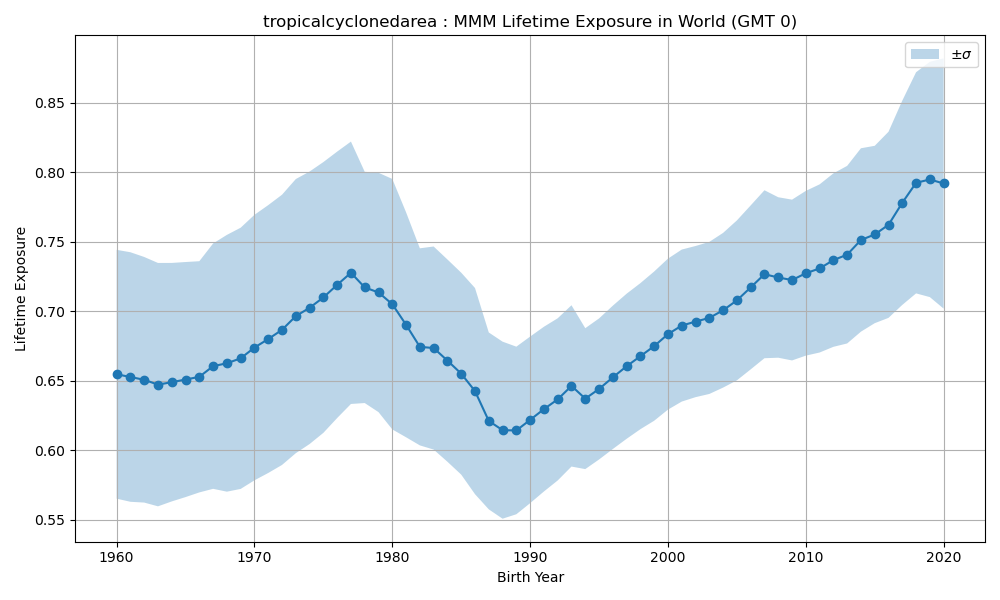 tropicalcyclonedarea : MMM Lifetime Exposure in World (GMT 0)
±σ
Lifetime Exposure
0.85
0.80
0.75
0.70
0.65
0.60
0.55
1960 1970 1980 1990 2000 2010 2020
Birth Year